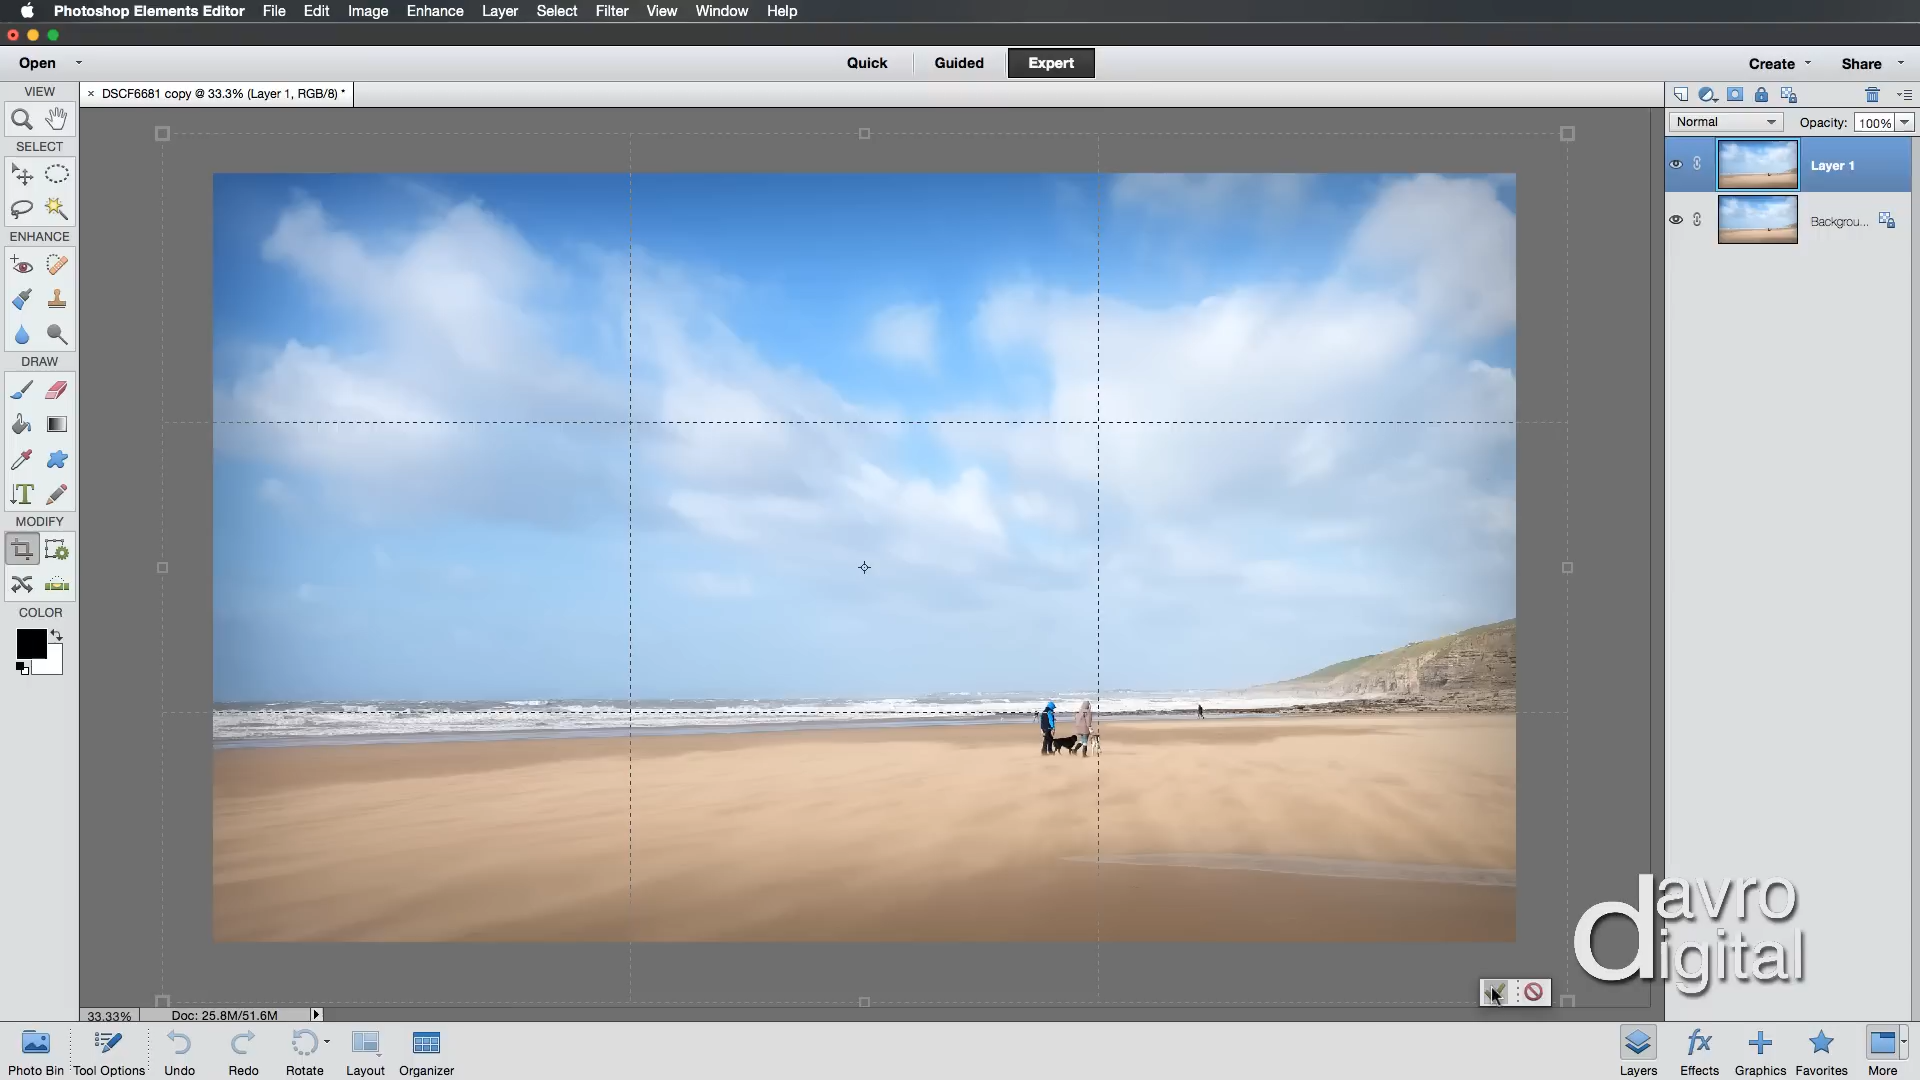 Photoshop Elements Editor File Edit Image Enhance Layer Select Filter View Window Help
Open Quick Guided Expert Create Share
VIEW
× DSCF6681 copy @ 33.3% (Layer 1, RGB/8) *
Normal Opacity: 100%
SELECT
Layer 1
Backgrou...
ENHANCE
DRAW
T
MODIFY
COLOR
davro
digital
33.33% Doc: 25.8M/51.6M
fx
Photo Bin Tool Options Undo Redo Rotate Layout Organizer Layers Effects Graphics Favorites More